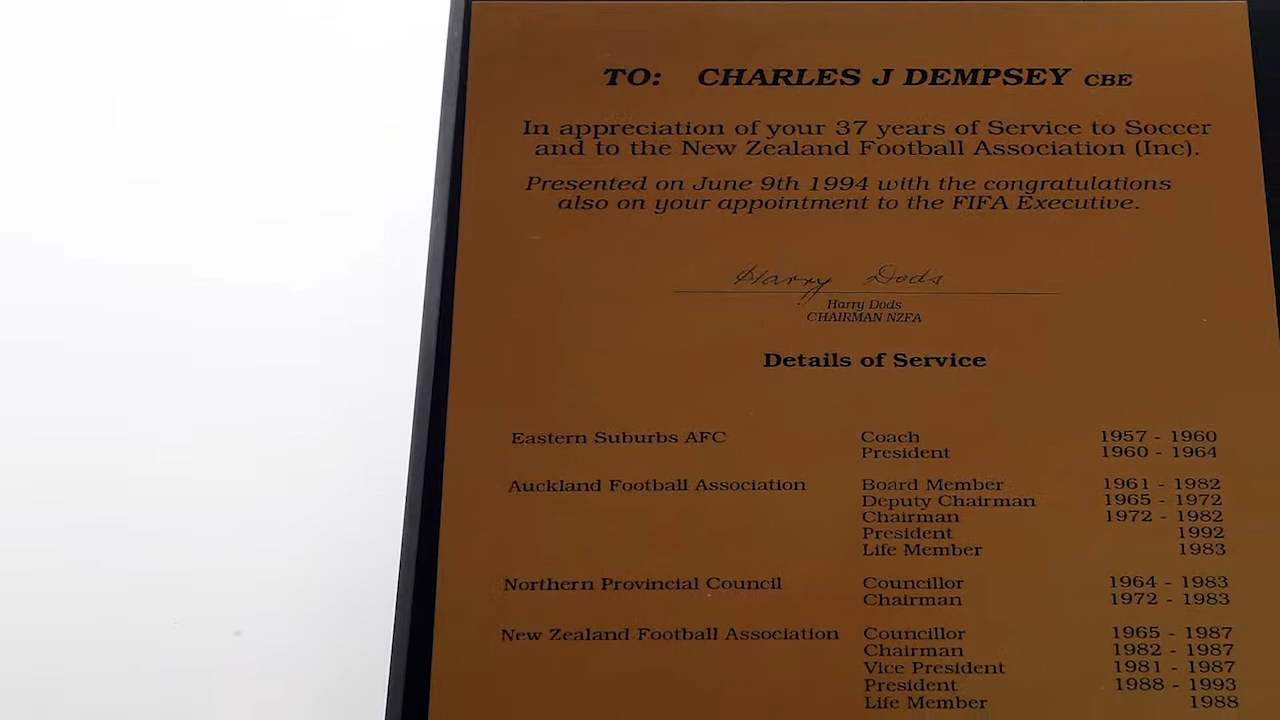 TO: CHARLES J DEMPSEY CBE
In appreciation of your 37 years of Service to Soccer
and to the New Zealand Football Association (Inc).
Presented on June 9th 1994 with the congratulations
also on your appointment to the FIFA Executive.
Harry Dods
Harry Dods
CHAIRMAN NZFA
Details of Service
Eastern Suburbs AFC Coach 1957 - 1960
President 1960 - 1964
Auckland Football Association Board Member 1961 - 1982
Deputy Chairman 1965 - 1972
Chairman 1972 - 1982
President 1992
Life Member 1983
Northern Provincial Council Councillor 1964 - 1983
Chairman 1972 - 1983
New Zealand Football Association Councillor 1965 - 1987
Chairman 1982 - 1987
Vice President 1981 - 1987
President 1988 - 1993
Life Member 1988